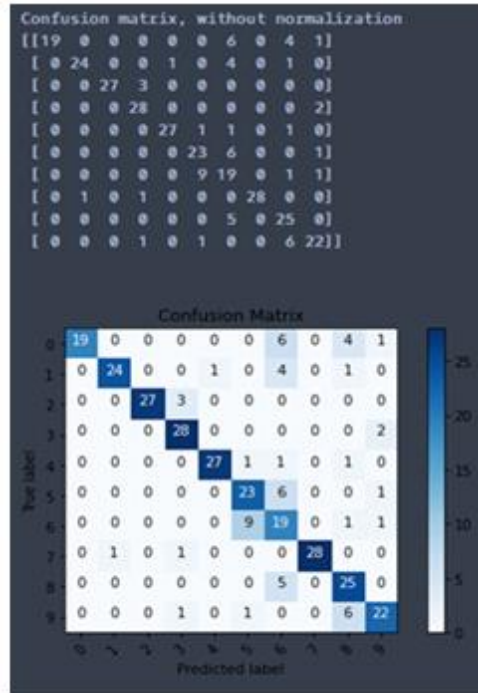 Confusion matrix, without normalization
[[19 0 0 0 0 0 6 0 4 1]
[ 0 24 0 0 1 0 4 0 1 0]
[ 0 0 27 3 0 0 0 0 0 0]
[ 0 0 0 28 0 0 0 0 0 2]
[ 0 0 0 0 27 1 1 0 1 0]
[ 0 0 0 0 0 23 6 0 0 1]
[ 0 0 0 0 0 9 19 0 1 1]
[ 0 1 0 1 0 0 0 28 0 0]
[ 0 0 0 0 0 0 5 0 25 0]
[ 0 0 0 1 0 1 0 0 6 22]]
Confusion Matrix
0 19 0 0 0 0 0 6 0 4 1
1 0 24 0 0 1 0 4 0 1 0
25
2 0 0 27 3 0 0 0 0 0 0
3 0 0 0 28 0 0 0 0 0 2
20
4 0 0 0 0 27 1 1 0 1 0
15
5 0 0 0 0 0 23 6 0 0 1
6 0 0 0 0 0 9 19 0 1 1
10
7 0 1 0 1 0 0 0 28 0 0
8 0 0 0 0 0 0 5 0 25 0
5
9 0 0 0 1 0 1 0 0 6 22
0
True label
0 1 2 3 4 5 6 7 8 9
Predicted label